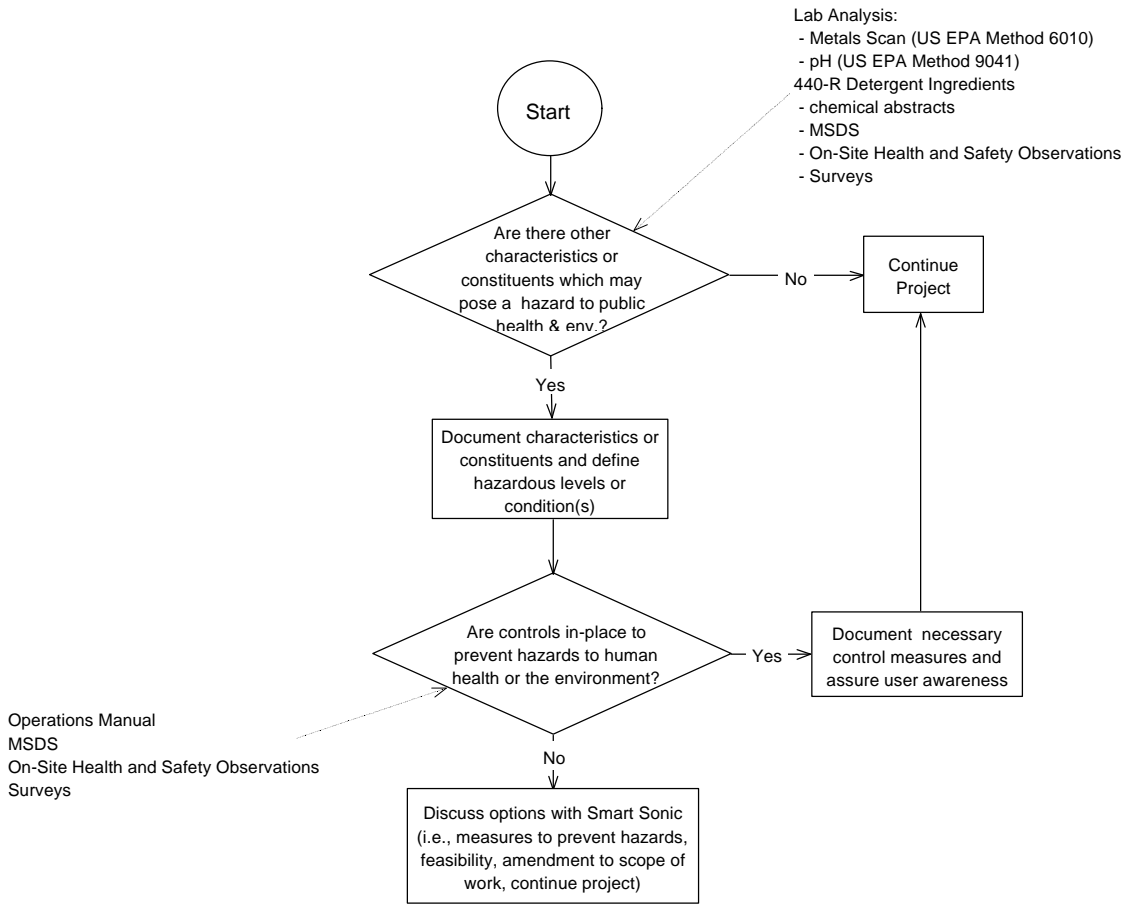 Lab Analysis:
- Metals Scan (US EPA Method 6010)
- pH (US EPA Method 9041)
440-R Detergent Ingredients
- chemical abstracts
- MSDS
- On-Site Health and Safety Observations
- Surveys
Start
Are there other
characteristics or
constituents which may
pose a hazard to public
health & env.?
No
Continue
Project
Yes
Document characteristics or
constituents and define
hazardous levels or
condition(s)
Are controls in-place to
prevent hazards to human
health or the environment?
Yes
Document necessary
control measures and
assure user awareness
Operations Manual
MSDS
On-Site Health and Safety Observations
Surveys
No
Discuss options with Smart Sonic
(i.e., measures to prevent hazards,
feasibility, amendment to scope of
work, continue project)